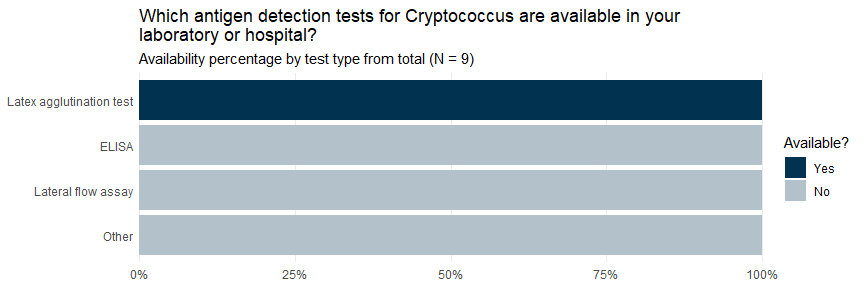 Which antigen detection tests for Cryptococcus are available in your
laboratory or hospital?
Availability percentage by test type from total (N = 9)
Latex agglutination test
ELISA
Lateral flow assay
Other
0%
25%
50%
75%
100%
Available?
Yes
No